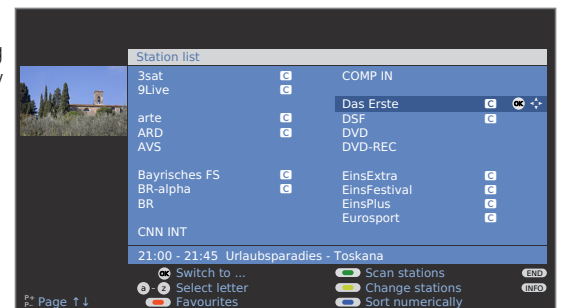 Station list
3sat C COMP IN
9Live C
Das Erste C OK
arte C DSF C
ARD C DVD
AVS DVD-REC
Bayrisches FS C EinsExtra C
BR-alpha C EinsFestival C
BR EinsPlus C
Eurosport C
CNN INT
21:00 - 21:45 Urlaubsparadies - Toskana
OK Switch to ... Scan stations END
a - z Select letter Change stations INFO
P+ P− Page ↑↓ Favourites Sort numerically